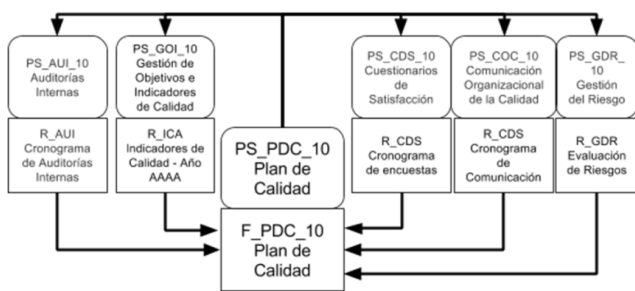 PS_AUI_10
Auditorías
Internas
R_AUI
Cronograma
de Auditorías
Internas
PS_GOI_10
Gestión de
Objetivos e
Indicadores
de Calidad
R_ICA
Indicadores de
Calidad - Año
AAAA
PS_PDC_10
Plan de
Calidad
F_PDC_10
Plan de
Calidad
PS_CDS_10
Cuestionarios
de
Satisfacción
R_CDS
Cronograma
de encuestas
PS_COC_10
Comunicación
Organizacional
de la Calidad
R_CDS
Cronograma
de
Comunicación
PS_GDR_
10
Gestión
del Riesgo
R_GDR
Evaluación
de Riesgos